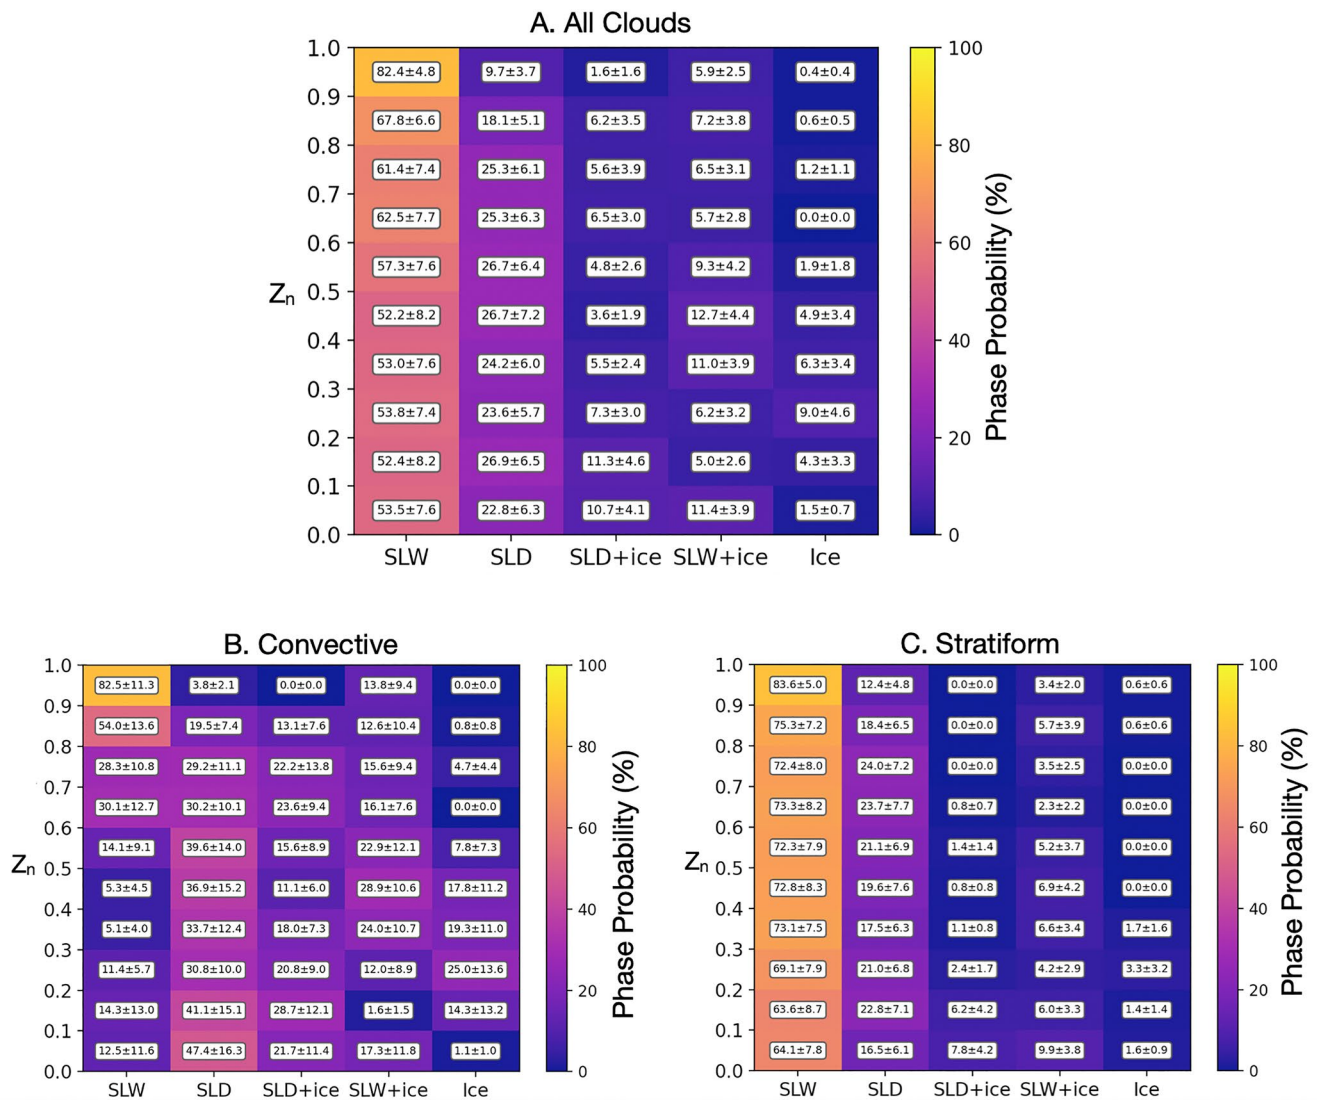 A. All Clouds
1.0
82.4±4.8 9.7±3.7 1.6±1.6 5.9±2.5 0.4±0.4
0.9
67.8±6.6 18.1±5.1 6.2±3.5 7.2±3.8 0.6±0.5
0.8
61.4±7.4 25.3±6.1 5.6±3.9 6.5±3.1 1.2±1.1
0.7
62.5±7.7 25.3±6.3 6.5±3.0 5.7±2.8 0.0±0.0
0.6
57.3±7.6 26.7±6.4 4.8±2.6 9.3±4.2 1.9±1.8
Zn 0.5
52.2±8.2 26.7±7.2 3.6±1.9 12.7±4.4 4.9±3.4
0.4
53.0±7.6 24.2±6.0 5.5±2.4 11.0±3.9 6.3±3.4
0.3
53.8±7.4 23.6±5.7 7.3±3.0 6.2±3.2 9.0±4.6
0.2
52.4±8.2 26.9±6.5 11.3±4.6 5.0±2.6 4.3±3.3
0.1
53.5±7.6 22.8±6.3 10.7±4.1 11.4±3.9 1.5±0.7
0.0
SLW SLD SLD+ice SLW+ice Ice
100
80
60
40
20
0
Phase Probability (%)
B. Convective
1.0
82.5±11.3 3.8±2.1 0.0±0.0 13.8±9.4 0.0±0.0
0.9
54.0±13.6 19.5±7.4 13.1±7.6 12.6±10.4 0.8±0.8
0.8
28.3±10.8 29.2±11.1 22.2±13.8 15.6±9.4 4.7±4.4
0.7
30.1±12.7 30.2±10.1 23.6±9.4 16.1±7.6 0.0±0.0
0.6
14.1±9.1 39.6±14.0 15.6±8.9 22.9±12.1 7.8±7.3
Zn 0.5
5.3±4.5 36.9±15.2 11.1±6.0 28.9±10.6 17.8±11.2
0.4
5.1±4.0 33.7±12.4 18.0±7.3 24.0±10.7 19.3±11.0
0.3
11.4±5.7 30.8±10.0 20.8±9.0 12.0±8.9 25.0±13.6
0.2
14.3±13.0 41.1±15.1 28.7±12.1 1.6±1.5 14.3±13.2
0.1
12.5±11.6 47.4±16.3 21.7±11.4 17.3±11.8 1.1±1.0
0.0
SLW SLD SLD+ice SLW+ice Ice
100
80
60
40
20
0
Phase Probability (%)
C. Stratiform
1.0
83.6±5.0 12.4±4.8 0.0±0.0 3.4±2.0 0.6±0.6
0.9
75.3±7.2 18.4±6.5 0.0±0.0 5.7±3.9 0.6±0.6
0.8
72.4±8.0 24.0±7.2 0.0±0.0 3.5±2.5 0.0±0.0
0.7
73.3±8.2 23.7±7.7 0.8±0.7 2.3±2.2 0.0±0.0
0.6
72.3±7.9 21.1±6.9 1.4±1.4 5.2±3.7 0.0±0.0
Zn 0.5
72.8±8.3 19.6±7.6 0.8±0.8 6.9±4.2 0.0±0.0
0.4
73.1±7.5 17.5±6.3 1.1±0.8 6.6±3.4 1.7±1.6
0.3
69.1±7.9 21.0±6.8 2.4±1.7 4.2±2.9 3.3±3.2
0.2
63.6±8.7 22.8±7.1 6.2±4.2 6.0±3.3 1.4±1.4
0.1
64.1±7.8 16.5±6.1 7.8±4.2 9.9±3.8 1.6±0.9
0.0
SLW SLD SLD+ice SLW+ice Ice
100
80
60
40
20
0
Phase Probability (%)